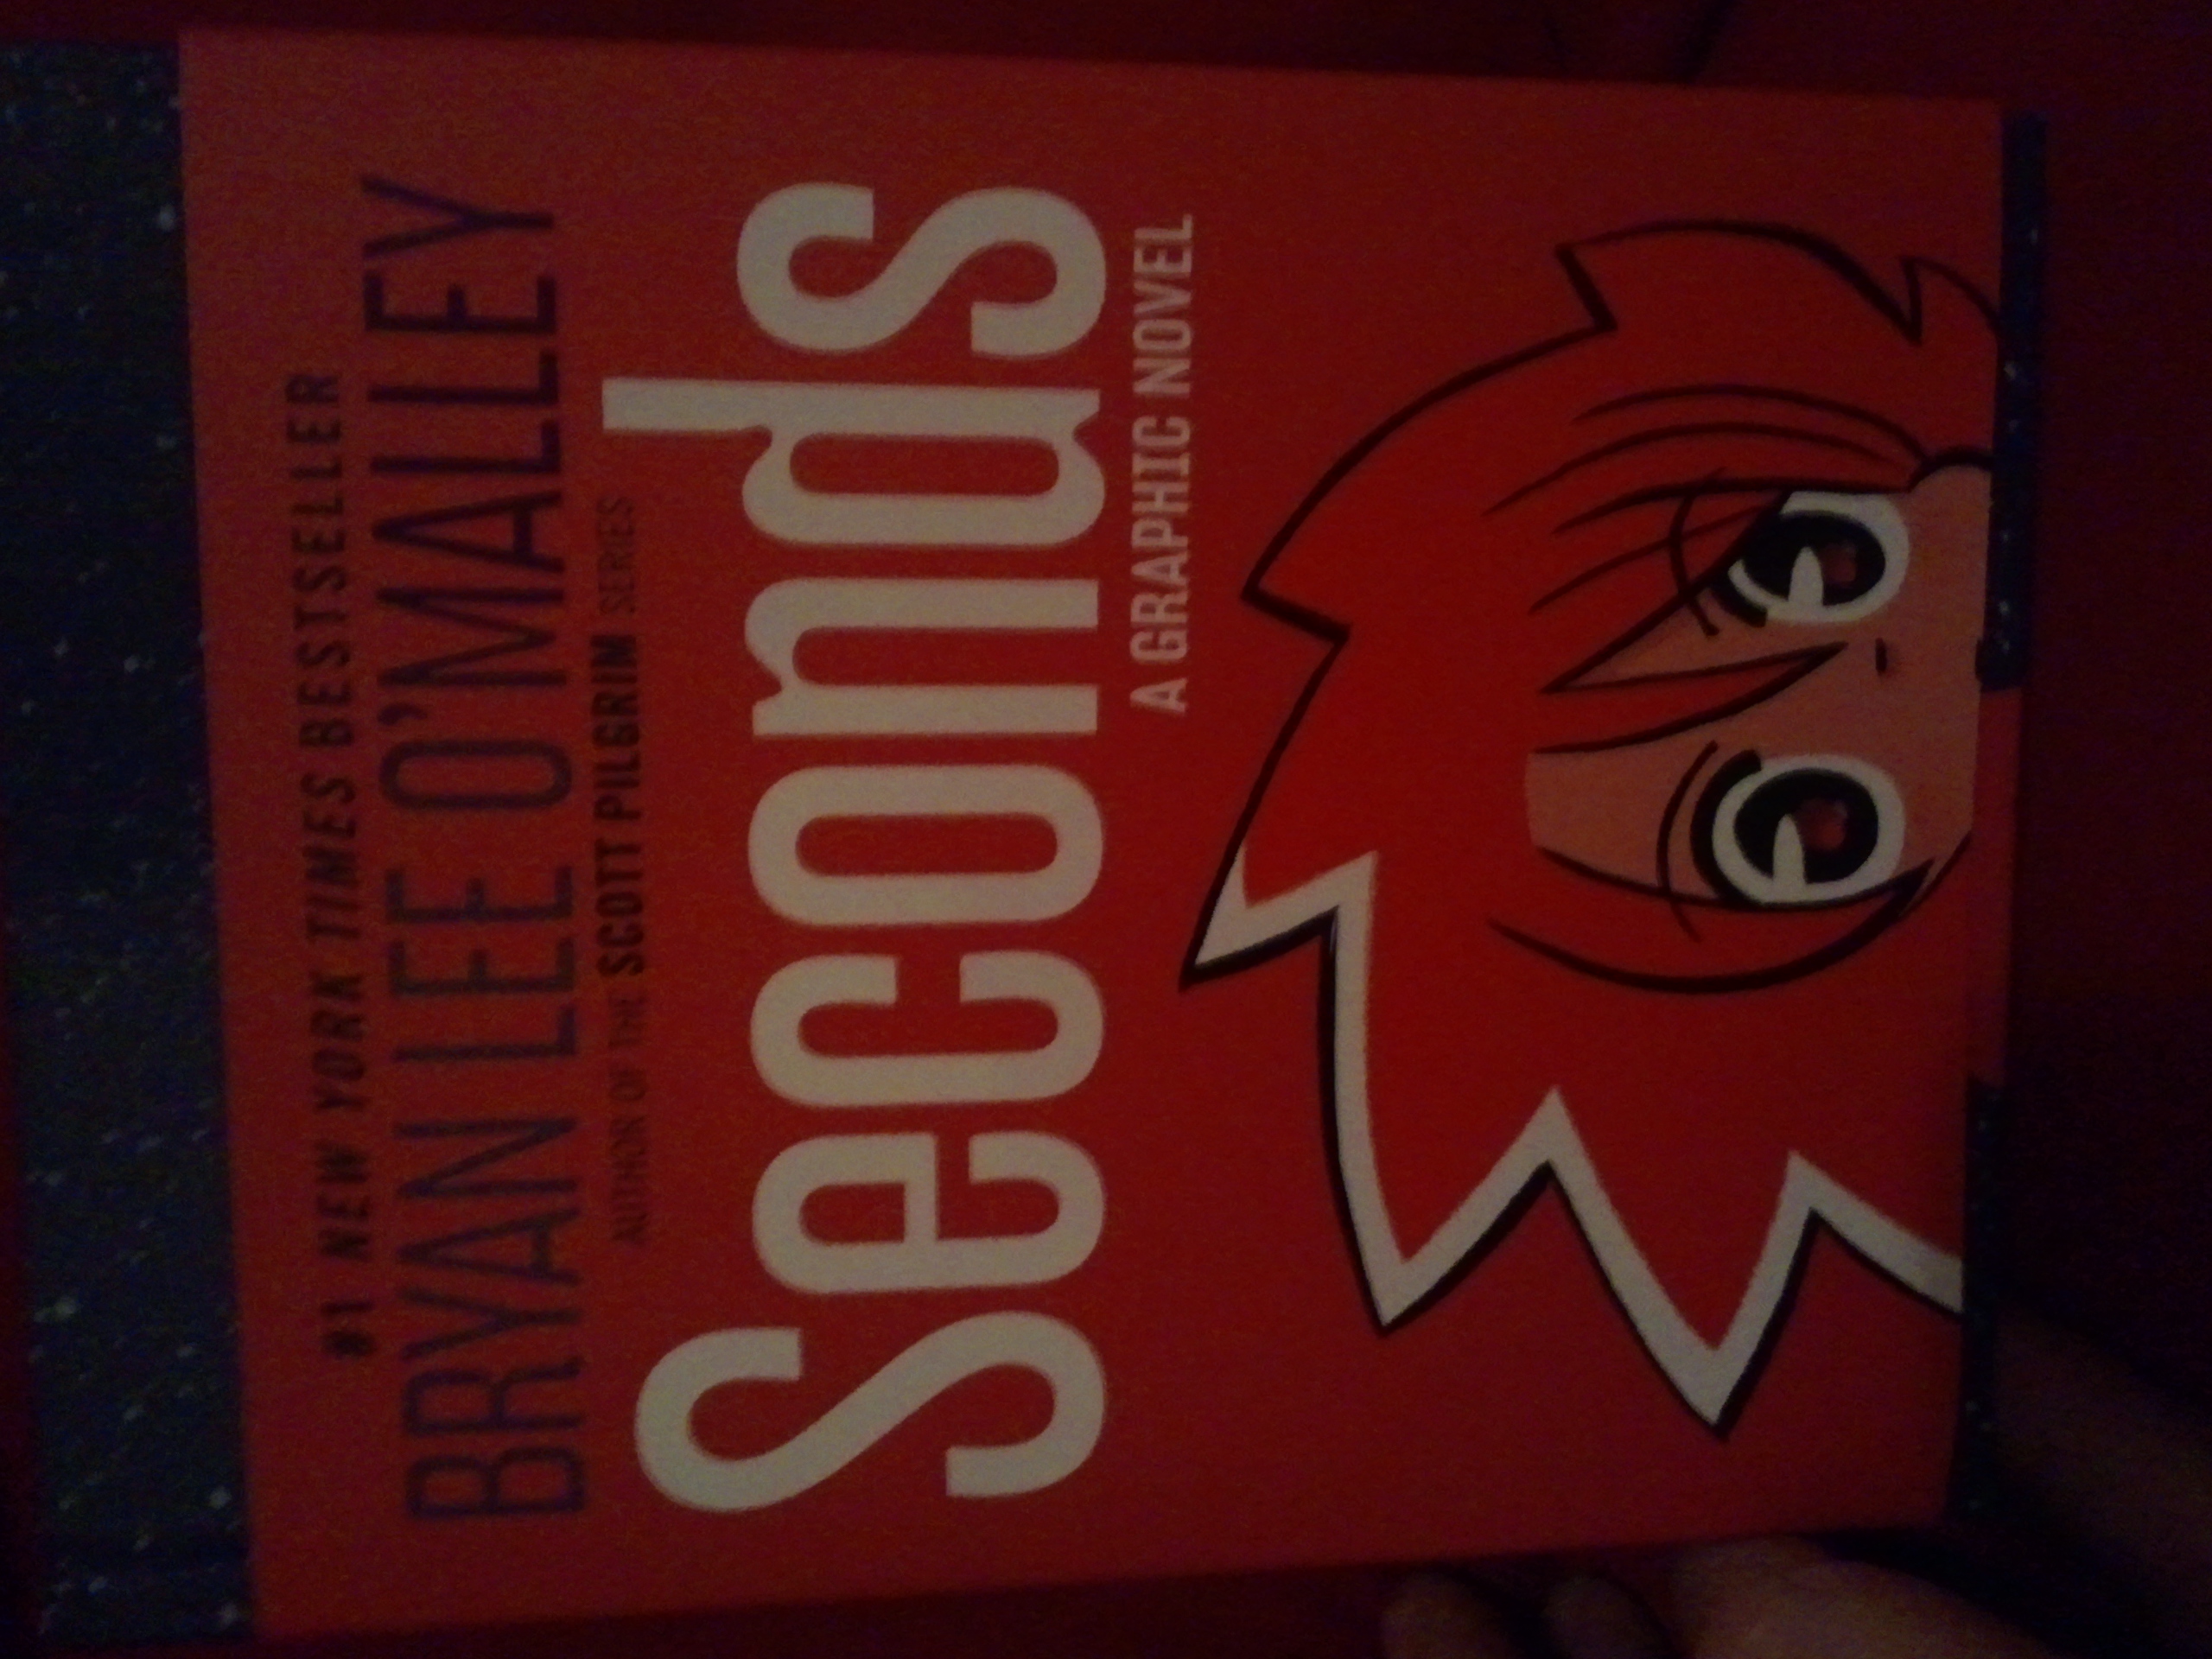 #1 NEW YORK TIMES BESTSELLER
BRYAN LEE O'MALLEY
AUTHOR OF THE SCOTT PILGRIM SERIES
Seconds
A GRAPHIC NOVEL